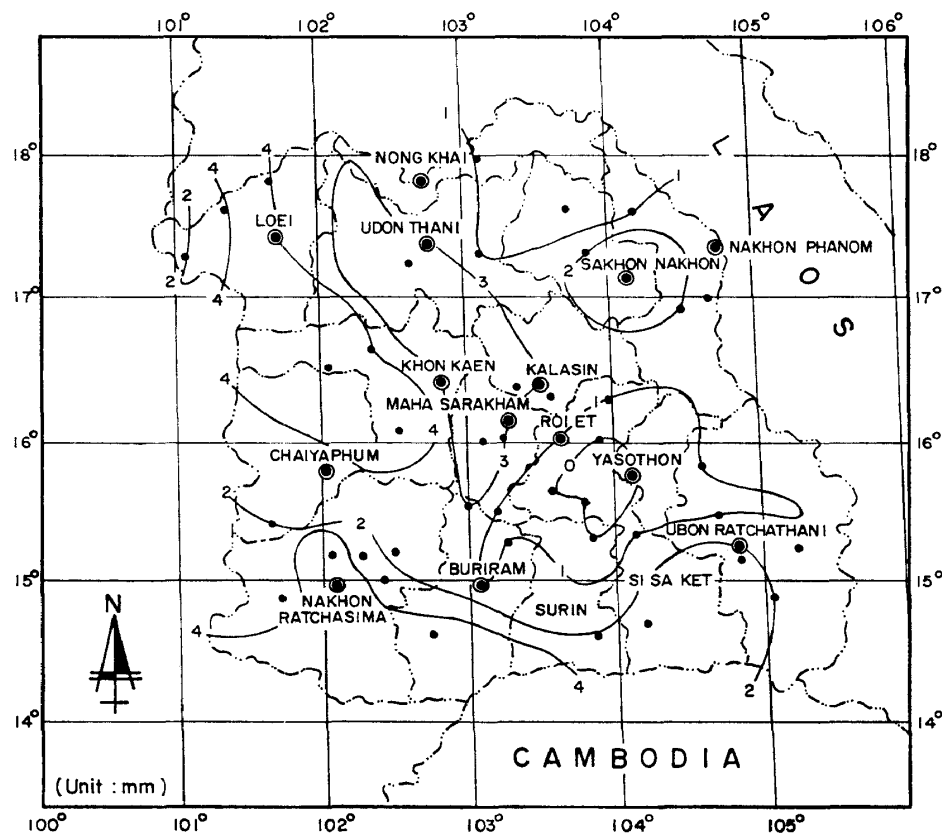 101° 102° 103° 104° 105° 106°
1
18° 18°
NONG KHAI
4
4
1
L
2
LOEI
UDON THANI
A
NAKHON PHANOM
SAKHON NAKHON
2
O
2
3
4
17° 17°
S
KHON KAEN
KALASIN
4
MAHA SARAKHAM
1
ROI ET
4
16° 16°
CHAIYAPHUM
3
0
YASOTHON
2
2
UBON RATCHATHANI
BURIRAM
1
SI SA KET
15° 15°
N
NAKHON
RATCHASIMA
SURIN
4
4
2
14° 14°
CAMBODIA
(Unit : mm)
100° 101° 102° 103° 104° 105°